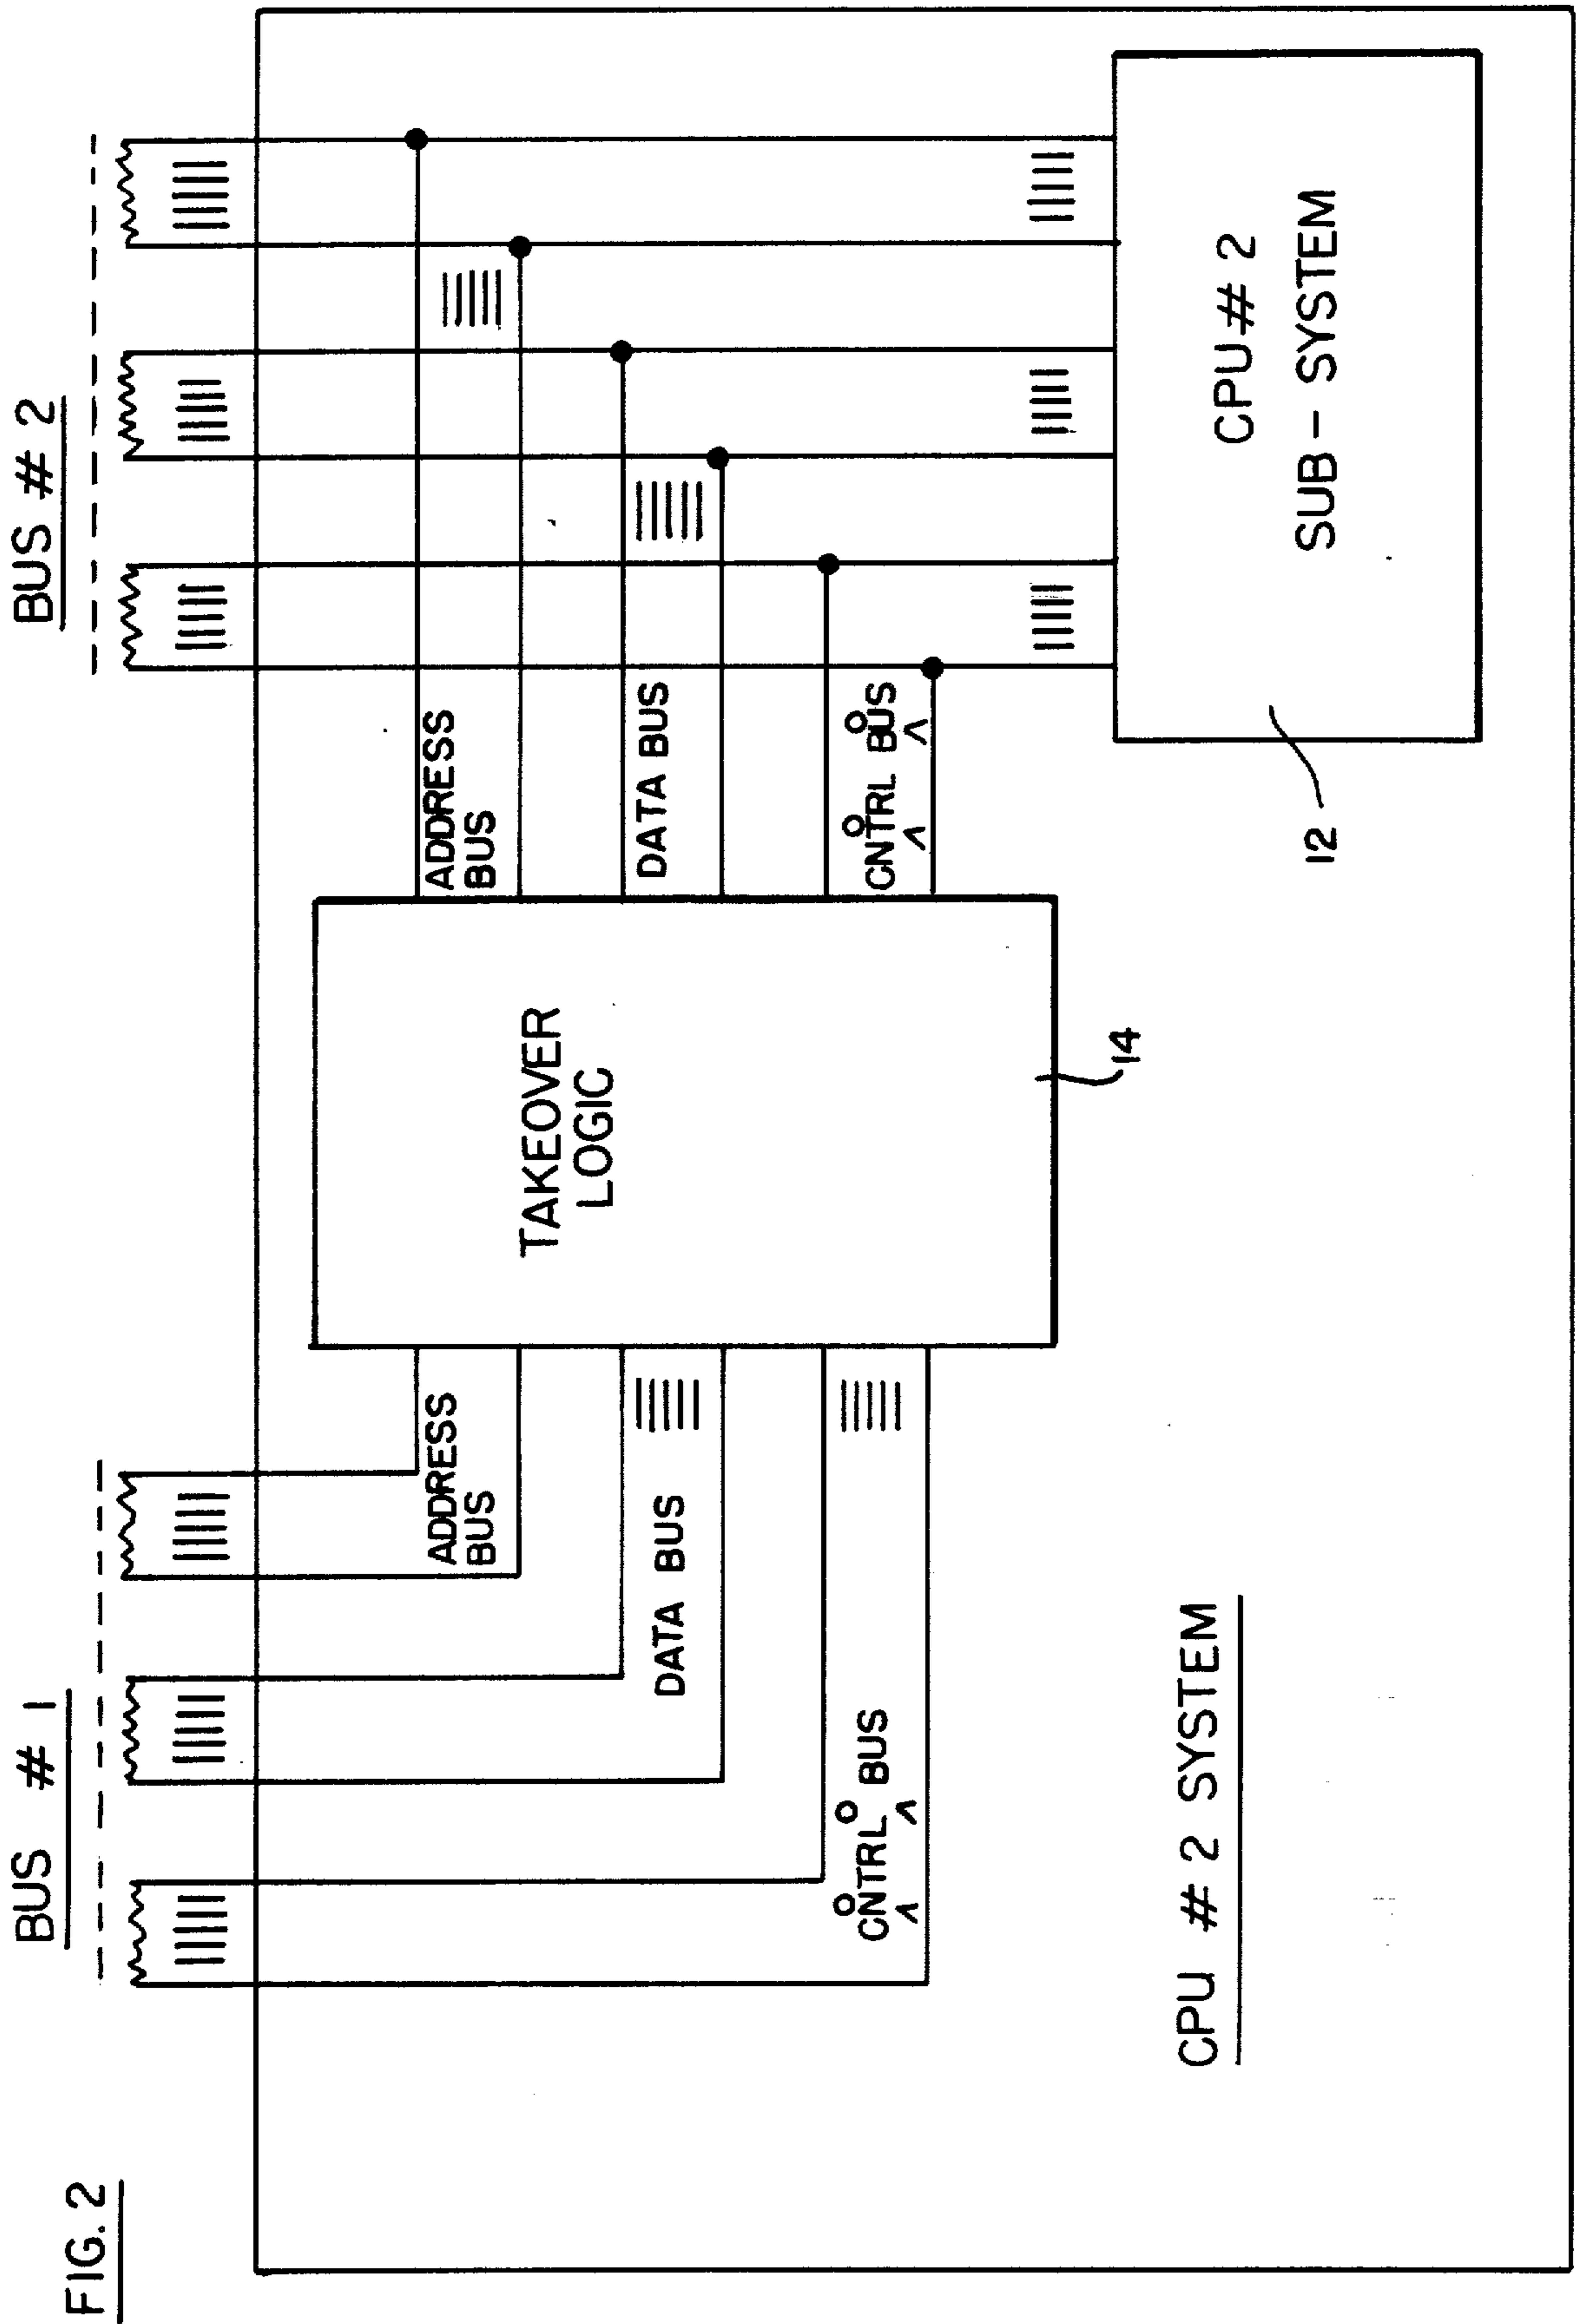 FIG. 2
BUS # 1
BUS # 2
ADDRESS
BUS
DATA BUS
CNTRL BUS
TAKEOVER
LOGIC
14
ADDRESS
BUS
DATA BUS
CNTRL BUS
12
CPU # 2
SUB-SYSTEM
CPU # 2 SYSTEM